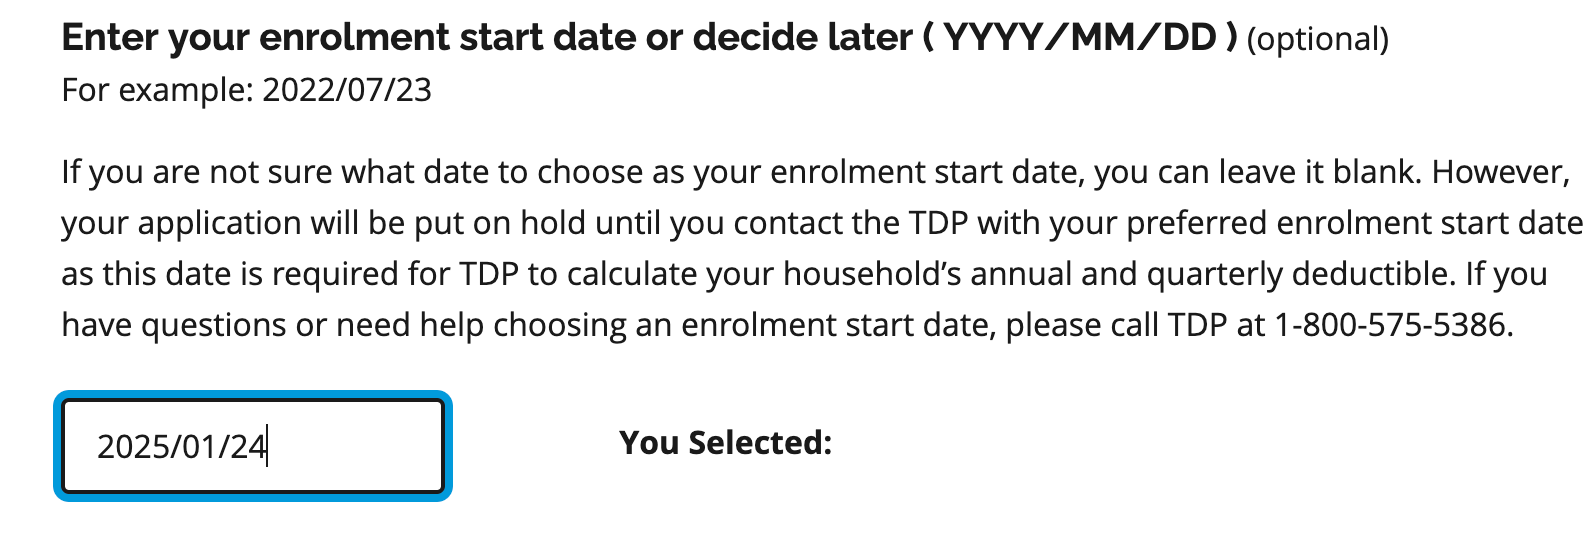 Enter your enrolment start date or decide later ( YYYY/MM/DD ) (optional)
For example: 2022/07/23
If you are not sure what date to choose as your enrolment start date, you can leave it blank. However,
your application will be put on hold until you contact the TDP with your preferred enrolment start date
as this date is required for TDP to calculate your household’s annual and quarterly deductible. If you
have questions or need help choosing an enrolment start date, please call TDP at 1-800-575-5386.
2025/01/24
You Selected: